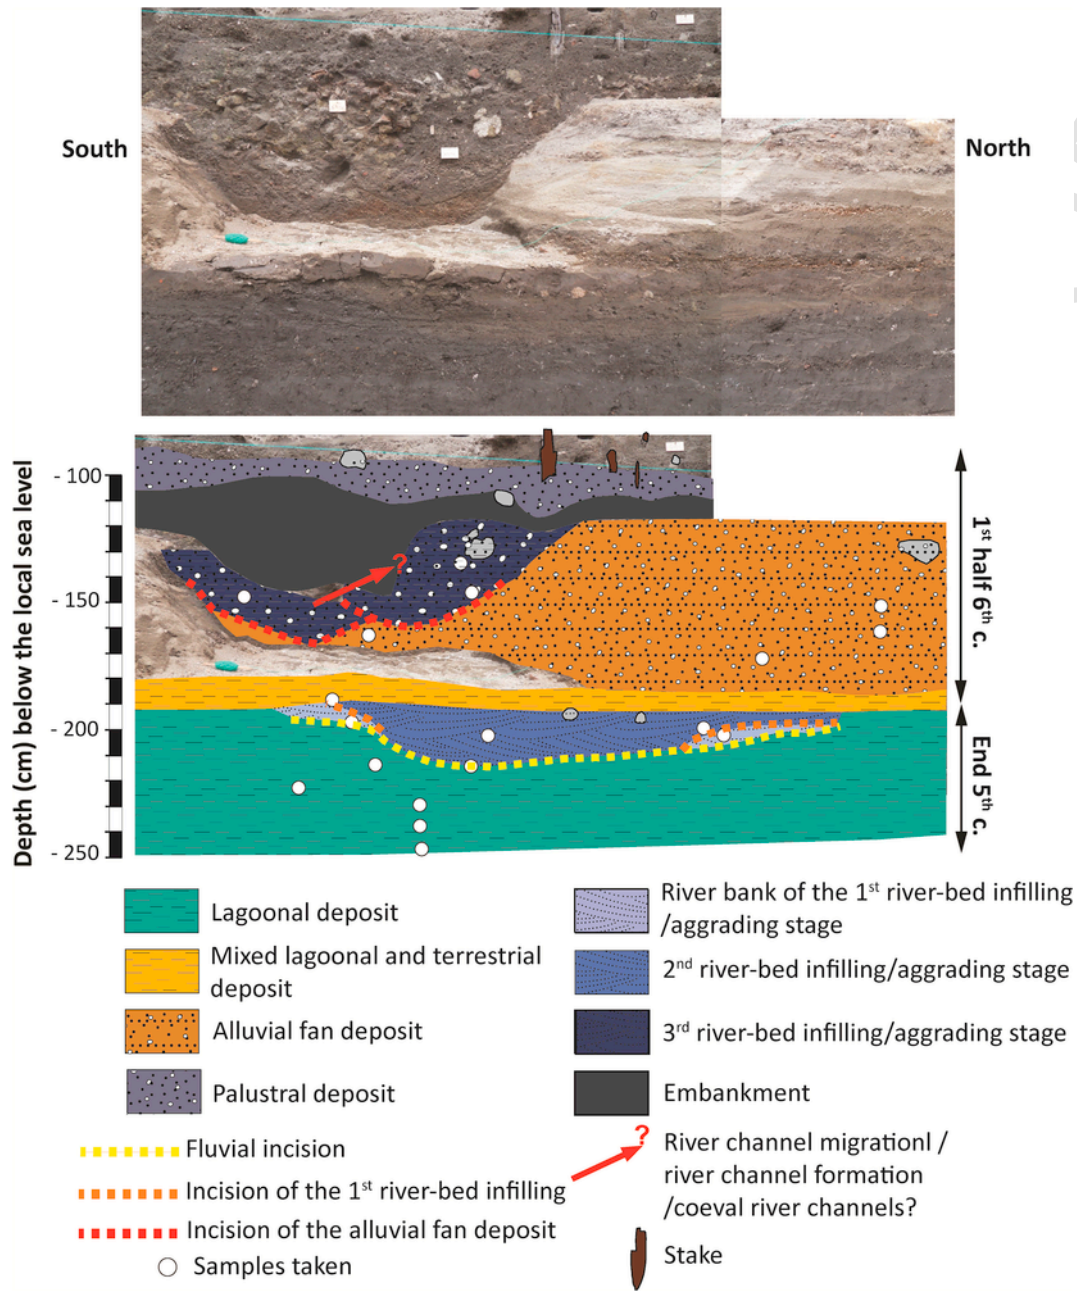 South
North
Depth (cm) below the local sea level
- 100
- 150
- 200
- 250
?
1st half 6th c.
End 5th c.
Lagoonal deposit
Mixed lagoonal and terrestrial
deposit
Alluvial fan deposit
Palustral deposit
River bank of the 1st river-bed infilling
/aggrading stage
2nd river-bed infilling/aggrading stage
3rd river-bed infilling/aggrading stage
Embankment
Fluvial incision
Incision of the 1st river-bed infilling
Incision of the alluvial fan deposit
Samples taken
?
River channel migrationl /
river channel formation
/coeval river channels?
Stake